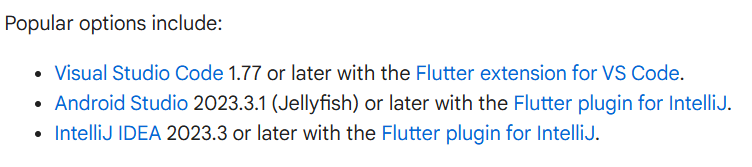 Popular options include:
• Visual Studio Code 1.77 or later with the Flutter extension for VS Code.
• Android Studio 2023.3.1 (Jellyfish) or later with the Flutter plugin for IntelliJ.
• IntelliJ IDEA 2023.3 or later with the Flutter plugin for IntelliJ.